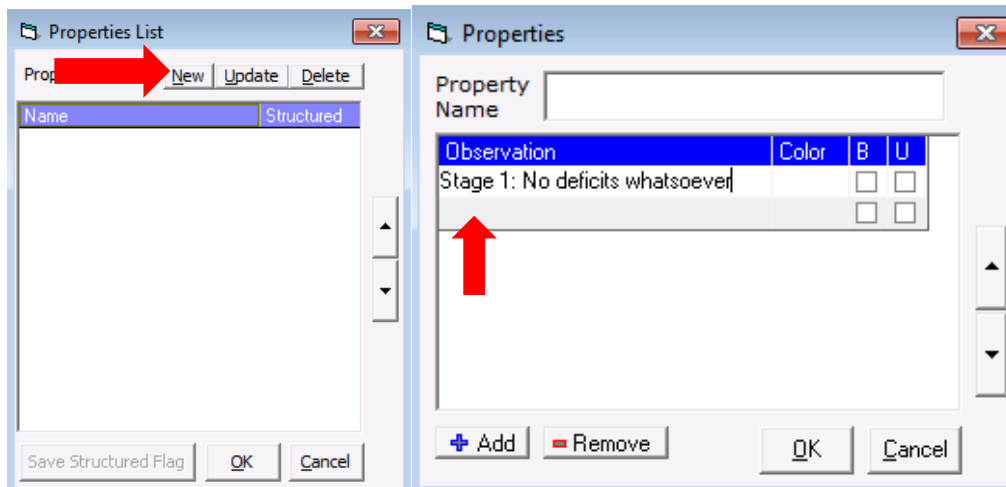 Properties List
Prop New Update Delete
Name Structured
Save Structured Flag OK Cancel
Properties
Property
Name
Observation Color B U
Stage 1: No deficits whatsoever
Add Remove OK Cancel